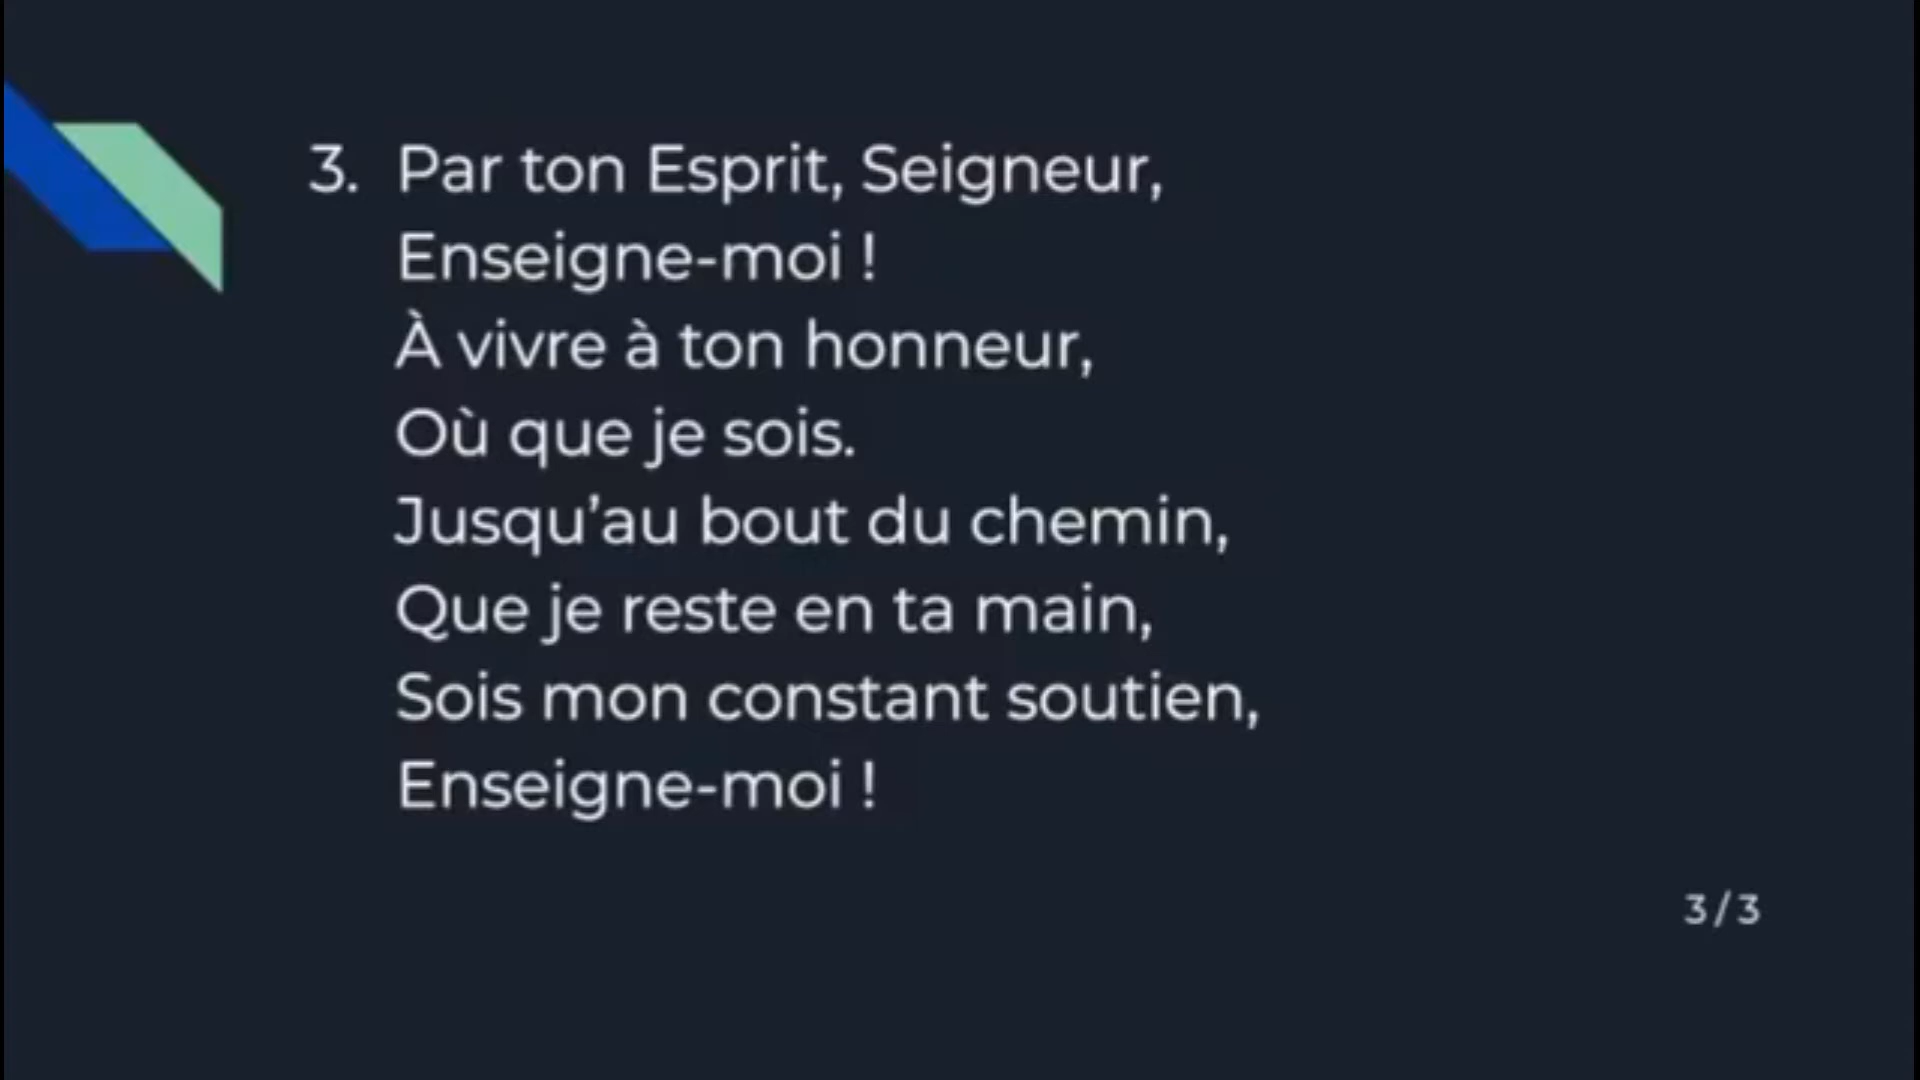 3. Par ton Esprit, Seigneur,
Enseigne-moi !
À vivre à ton honneur,
Où que je sois.
Jusqu’au bout du chemin,
Que je reste en ta main,
Sois mon constant soutien,
Enseigne-moi !
3/3